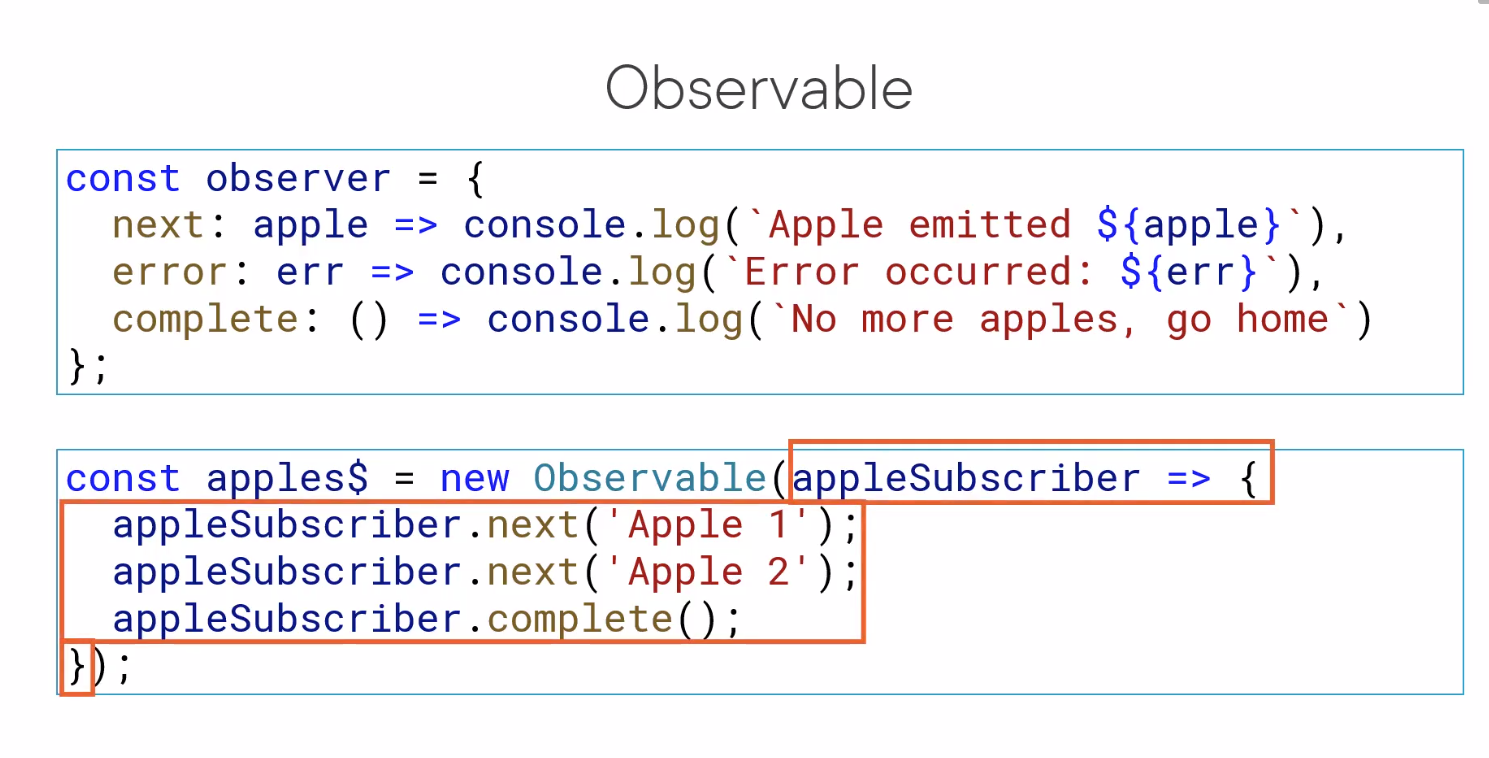 Observable
const observer = {
  next: apple => console.log(`Apple emitted ${apple}`),
  error: err => console.log(`Error occurred: ${err}`),
  complete: () => console.log(`No more apples, go home`)
};
const apples$ = new Observable(appleSubscriber => {
  appleSubscriber.next('Apple 1');
  appleSubscriber.next('Apple 2');
  appleSubscriber.complete();
});